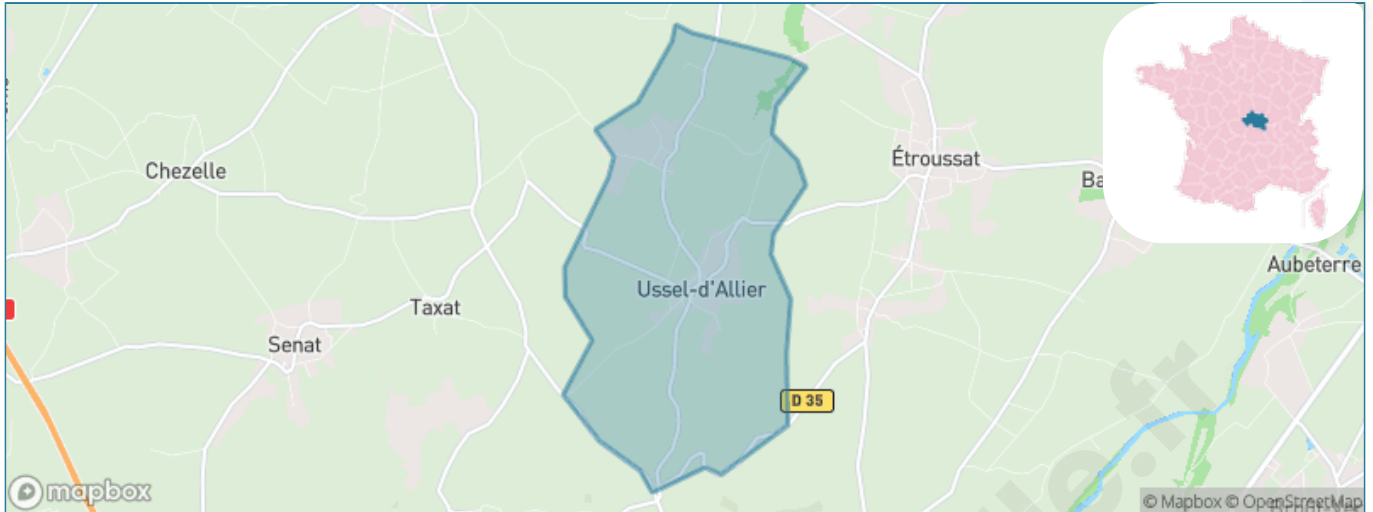 Étroussat
Chezelle
Ba
Aubeterre
Ussel-d'Allier
Taxat
Senat
D 35
mapbox
© Mapbox © OpenStreetMap